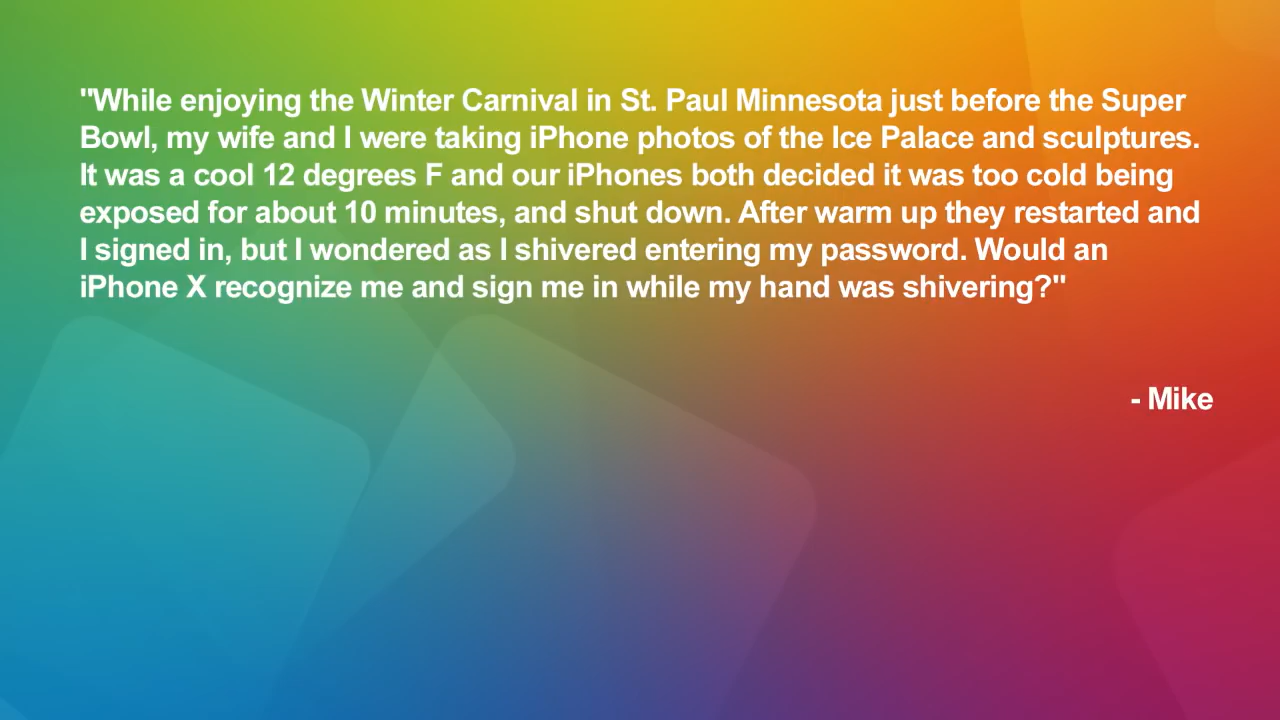 "While enjoying the Winter Carnival in St. Paul Minnesota just before the Super
Bowl, my wife and I were taking iPhone photos of the Ice Palace and sculptures.
It was a cool 12 degrees F and our iPhones both decided it was too cold being
exposed for about 10 minutes, and shut down. After warm up they restarted and
I signed in, but I wondered as I shivered entering my password. Would an
iPhone X recognize me and sign me in while my hand was shivering?"
- Mike